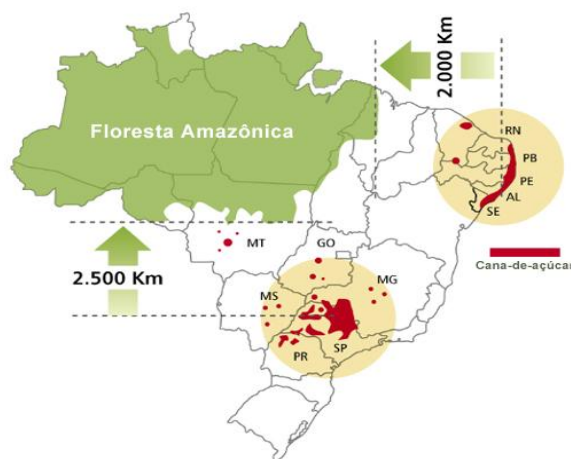 Floresta Amazônica
2.000 Km
RN
PB
PE
AL
SE
Cana-de-açúcar
MT
GO
2.500 Km
MS
MG
SP
PR